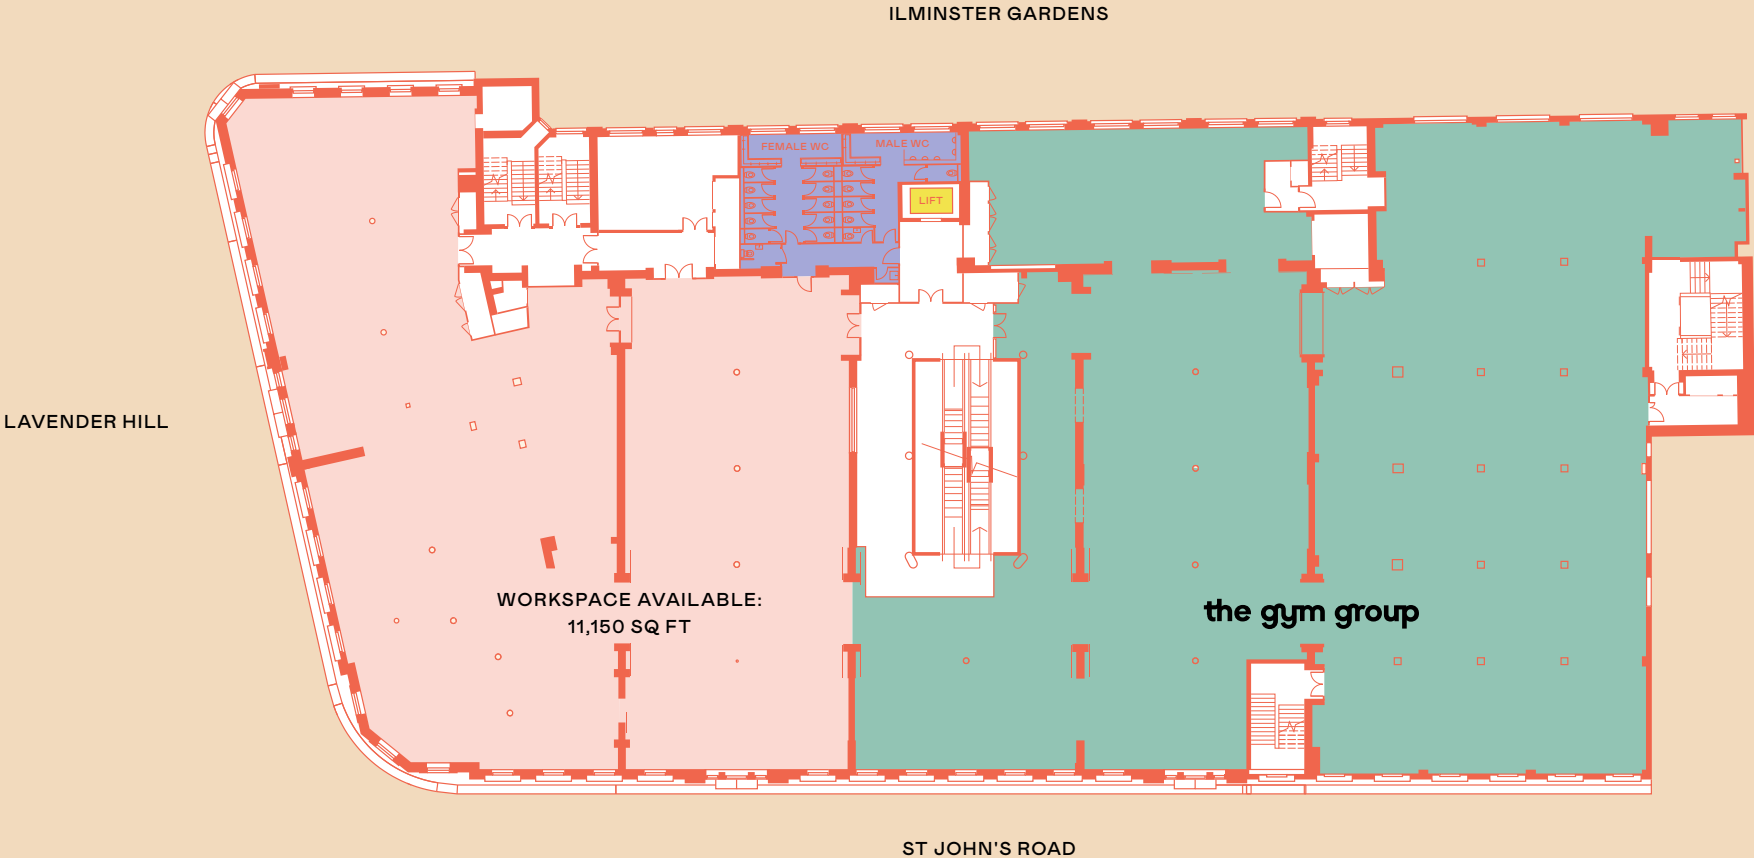 ILMINSTER GARDENS
FEMALE WC
MALE WC
LIFT
LAVENDER HILL
WORKSPACE AVAILABLE:
11,150 SQ FT
the gym group
ST JOHN'S ROAD